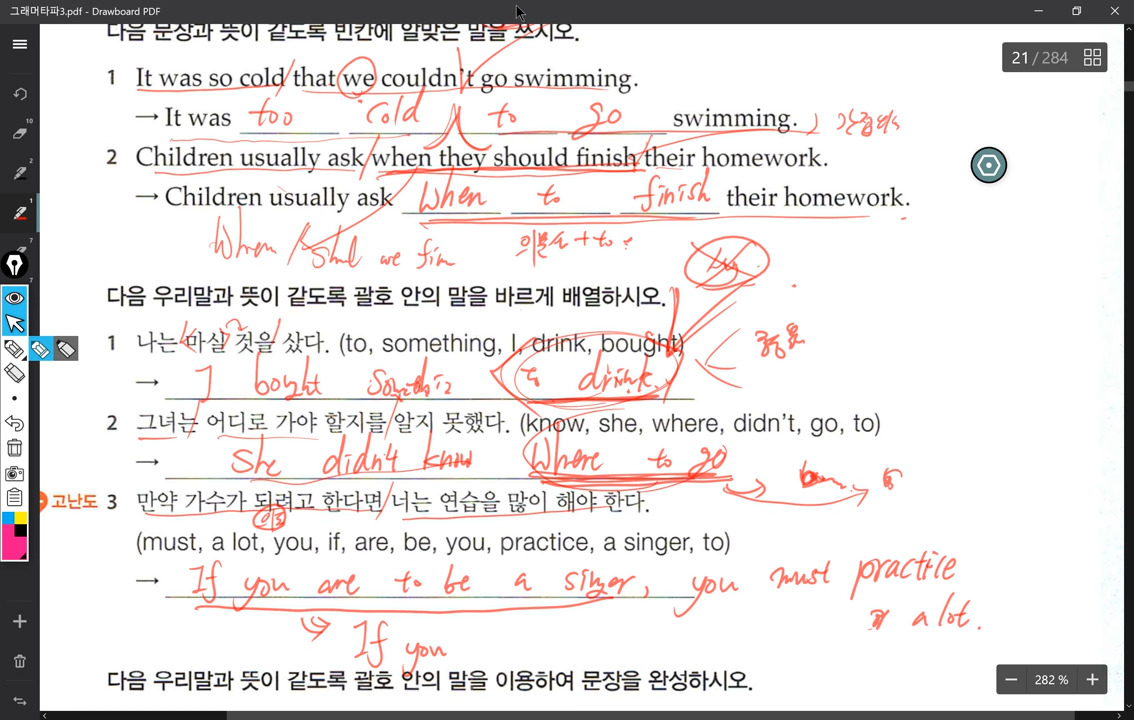 그래머타파3.pdf - Drawboard PDF
다음 문장과 뜻이 같도록 빈칸에 알맞은 말을 쓰시오.
21 / 284
1 It was so cold that we couldn't go swimming.
→ It was too cold to go swimming.
2 Children usually ask when they should finish their homework.
→ Children usually ask When to finish their homework.
When we
의문사 + to
다음 우리말과 뜻이 같도록 괄호 안의 말을 바르게 배열하시오.
1 나는 마실 것을 샀다. (to, something, I, drink, bought)
→ I bought drink.
2 그녀는 어디로 가야 할지를 알지 못했다. (know, she, where, didn't, go, to)
→ She didn't know Where to go
고난도 3 만약 가수가 되려고 한다면 너는 연습을 많이 해야 한다.
(must, a lot, you, if, are, be, you, practice, a singer, to)
→ If you are to be a singer, you must practice
a lot.
If you
다음 우리말과 뜻이 같도록 괄호 안의 말을 이용하여 문장을 완성하시오.
282 %